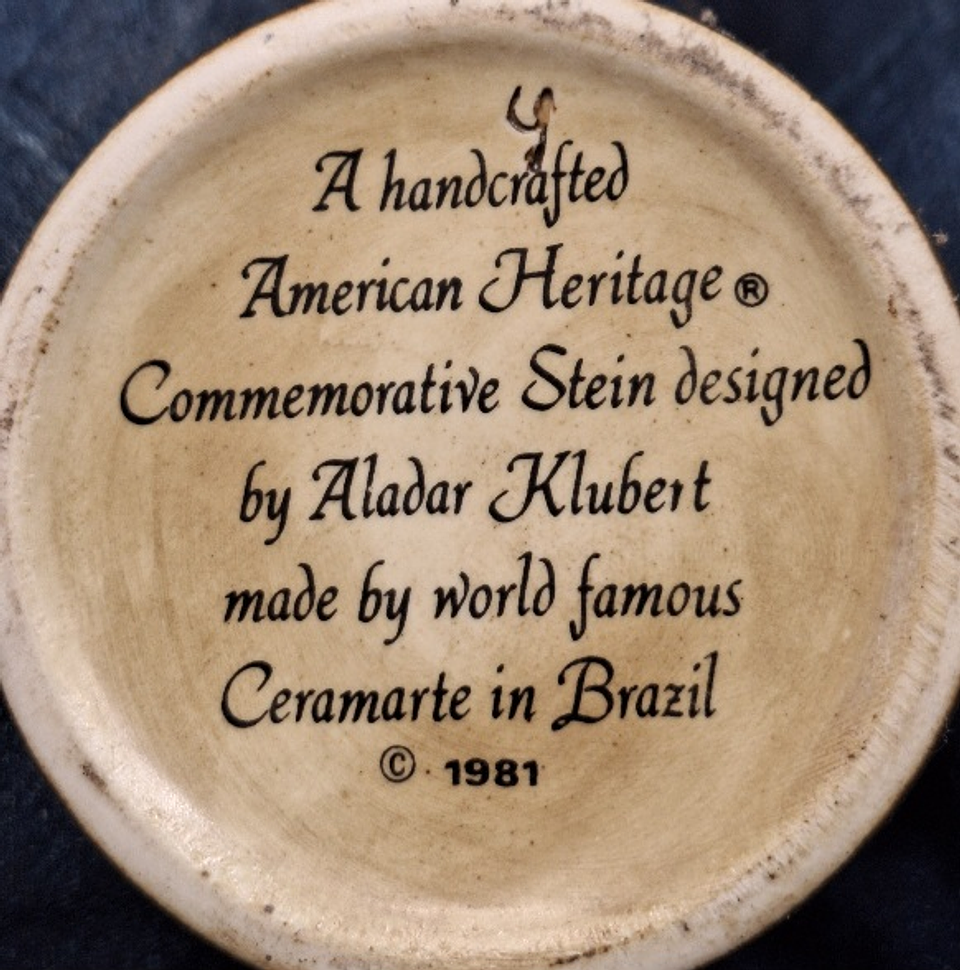 y
A handcrafted
American Heritage ®
Commemorative Stein designed
by Aladar Klubert
made by world famous
Ceramarte in Brazil
© 1981